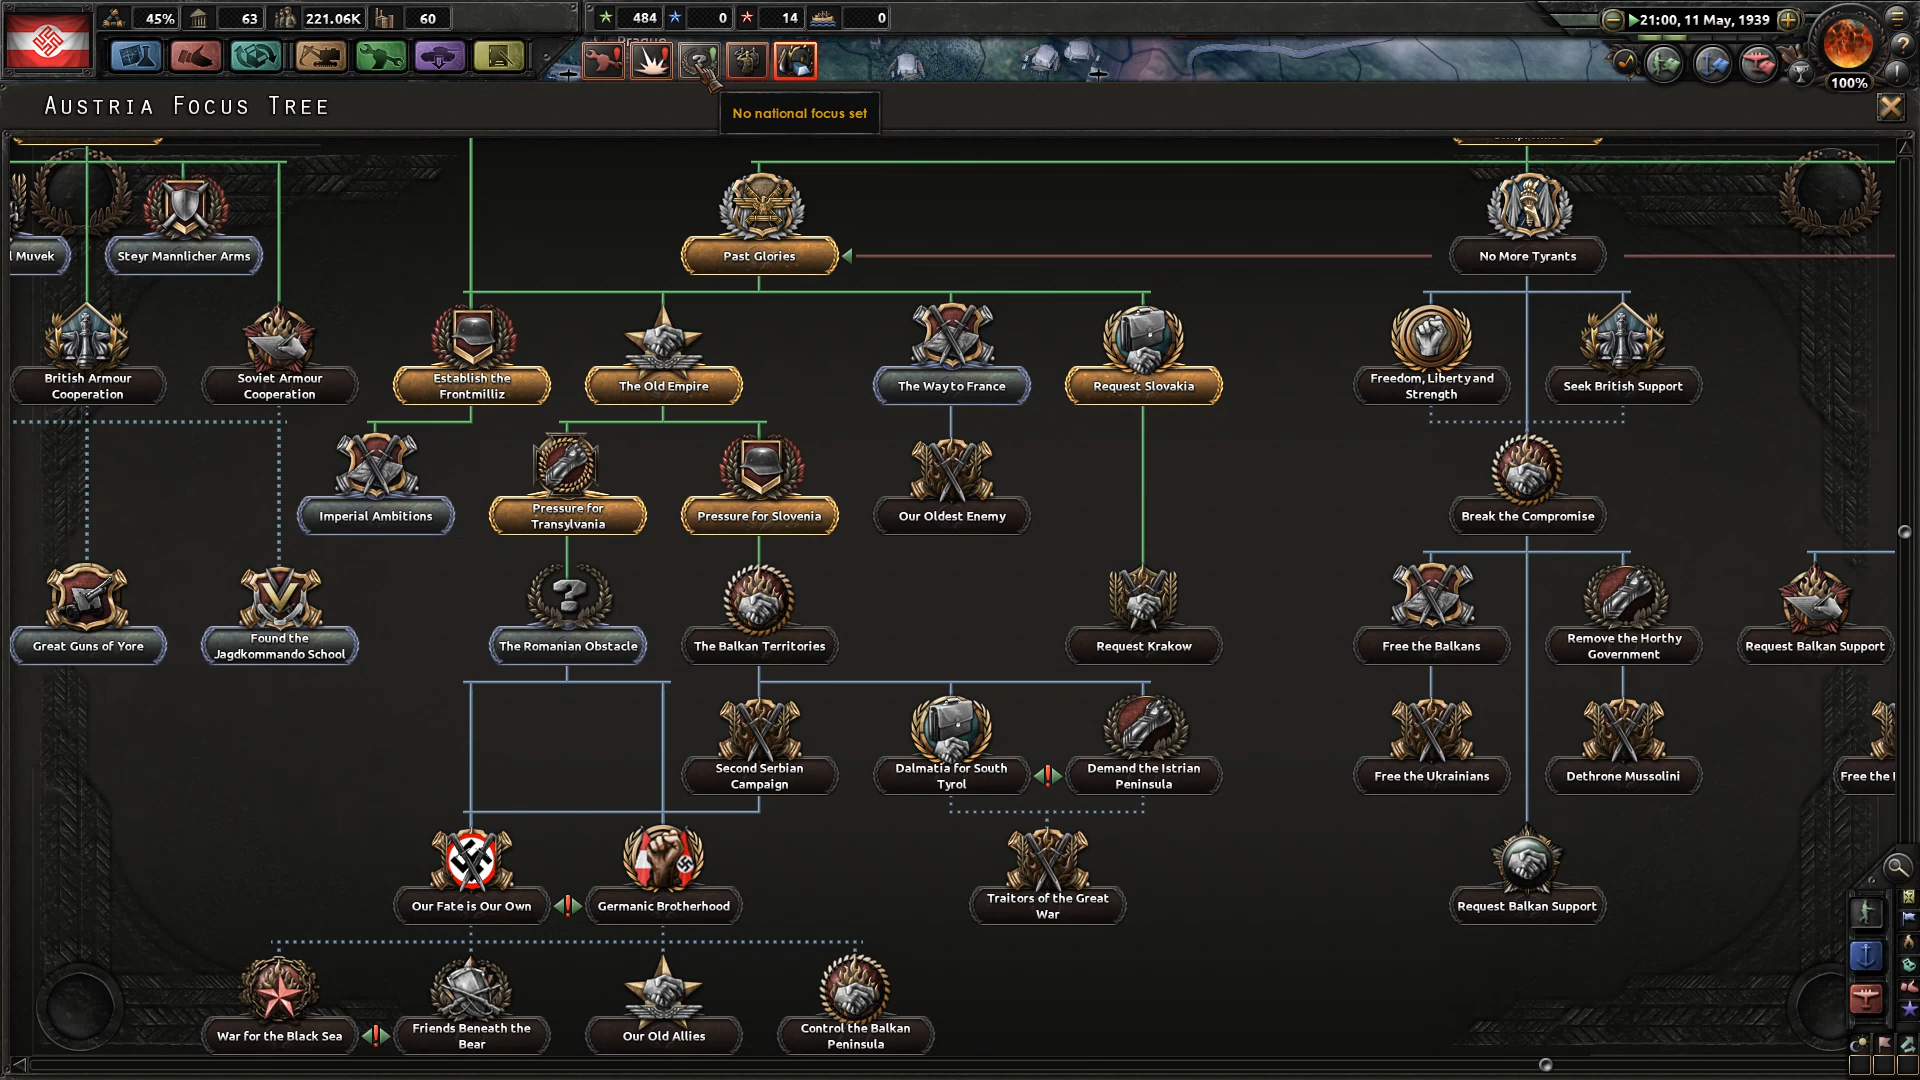 45%
63
221.06K
60
484
0
14
0
21:00, 11 May, 1939
100%
Austria Focus Tree
No national focus set
l Muvek
Steyr Mannlicher Arms
Past Glories
No More Tyrants
British Armour
Cooperation
Soviet Armour
Cooperation
Establish the
Frontmilliz
The Old Empire
The Way to France
Request Slovakia
Freedom, Liberty and
Strength
Seek British Support
Imperial Ambitions
Pressure for
Transylvania
Pressure for Slovenia
Our Oldest Enemy
Break the Compromise
Great Guns of Yore
Found the
Jagdkommando School
The Romanian Obstacle
The Balkan Territories
Request Krakow
Free the Balkans
Remove the Horthy
Government
Request Balkan Support
Second Serbian
Campaign
Dalmatia for South
Tyrol
Demand the Istrian
Peninsula
Free the Ukrainians
Dethrone Mussolini
Free the
Our Fate is Our Own
Germanic Brotherhood
Traitors of the Great
War
Request Balkan Support
War for the Black Sea
Friends Beneath the
Bear
Our Old Allies
Control the Balkan
Peninsula